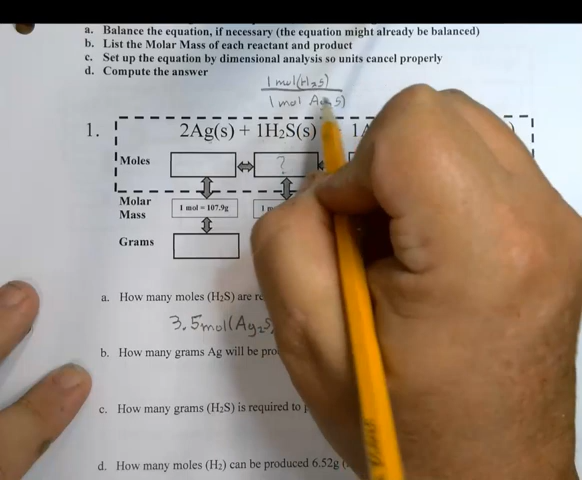 a. Balance the equation, if necessary (the equation might already be balanced)
b. List the Molar Mass of each reactant and product
c. Set up the equation by dimensional analysis so units cancel properly
d. Compute the answer
1 mol(H₂S)
1 mol Ag₂S)
1. 2Ag(s) + 1H₂S(s)
Moles ?
Molar Mass 1 mol = 107.9g
Grams
a. How many moles (H₂S) are
3.5mol(Ag₂S
b. How many grams Ag will be
c. How many grams (H₂S) is required to
d. How many moles (H₂) can be produced 6.52g